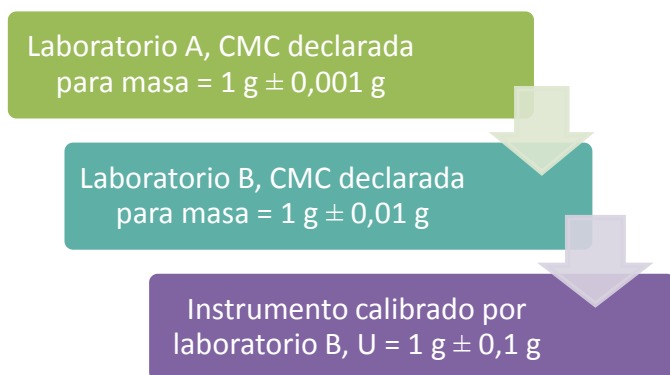 Laboratorio A, CMC declarada
para masa = 1 g ± 0,001 g
Laboratorio B, CMC declarada
para masa = 1 g ± 0,01 g
Instrumento calibrado por
laboratorio B, U = 1 g ± 0,1 g